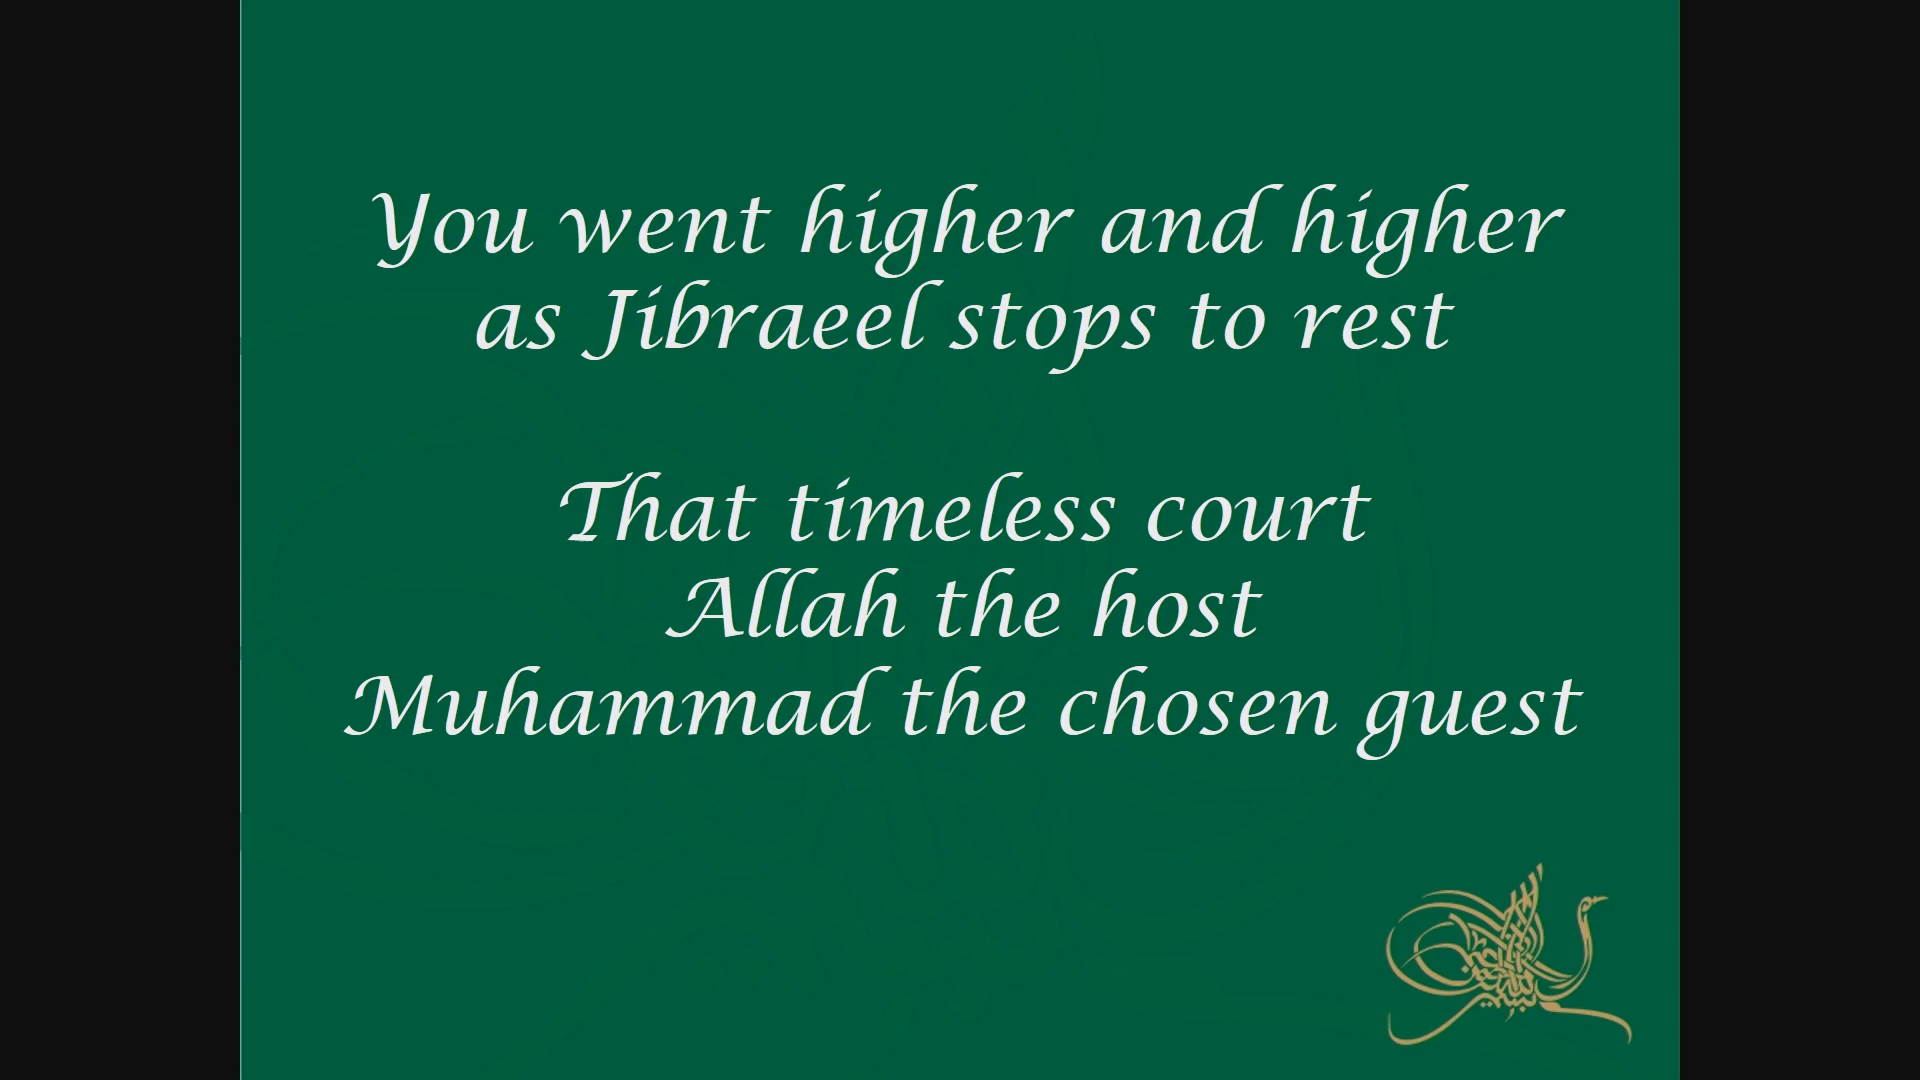 You went higher and higher
as Jibraeel stops to rest
That timeless court
Allah the host
Muhammad the chosen guest